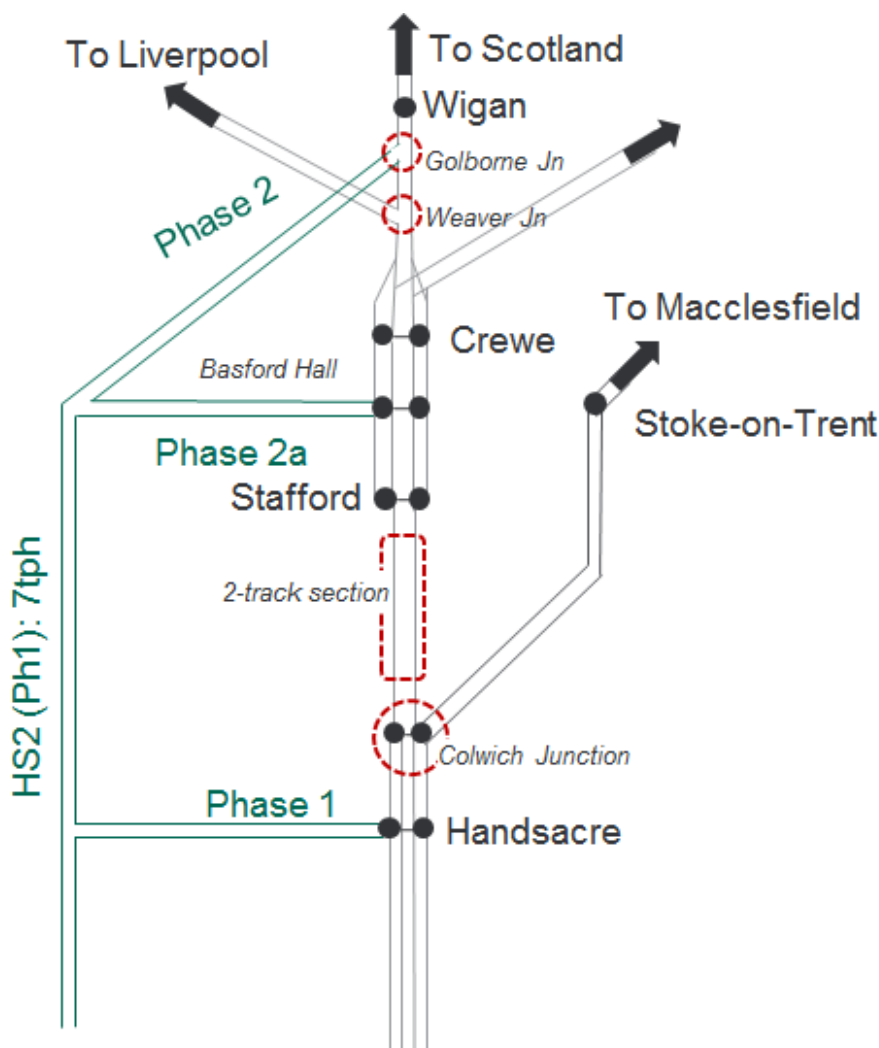 To Liverpool
To Scotland
Wigan
Golborne Jn
Phase 2
Weaver Jn
To Macclesfield
Crewe
Basford Hall
Stoke-on-Trent
Phase 2a
Stafford
2-track section
HS2 (Ph1): 7tph
Colwich Junction
Phase 1
Handsacre